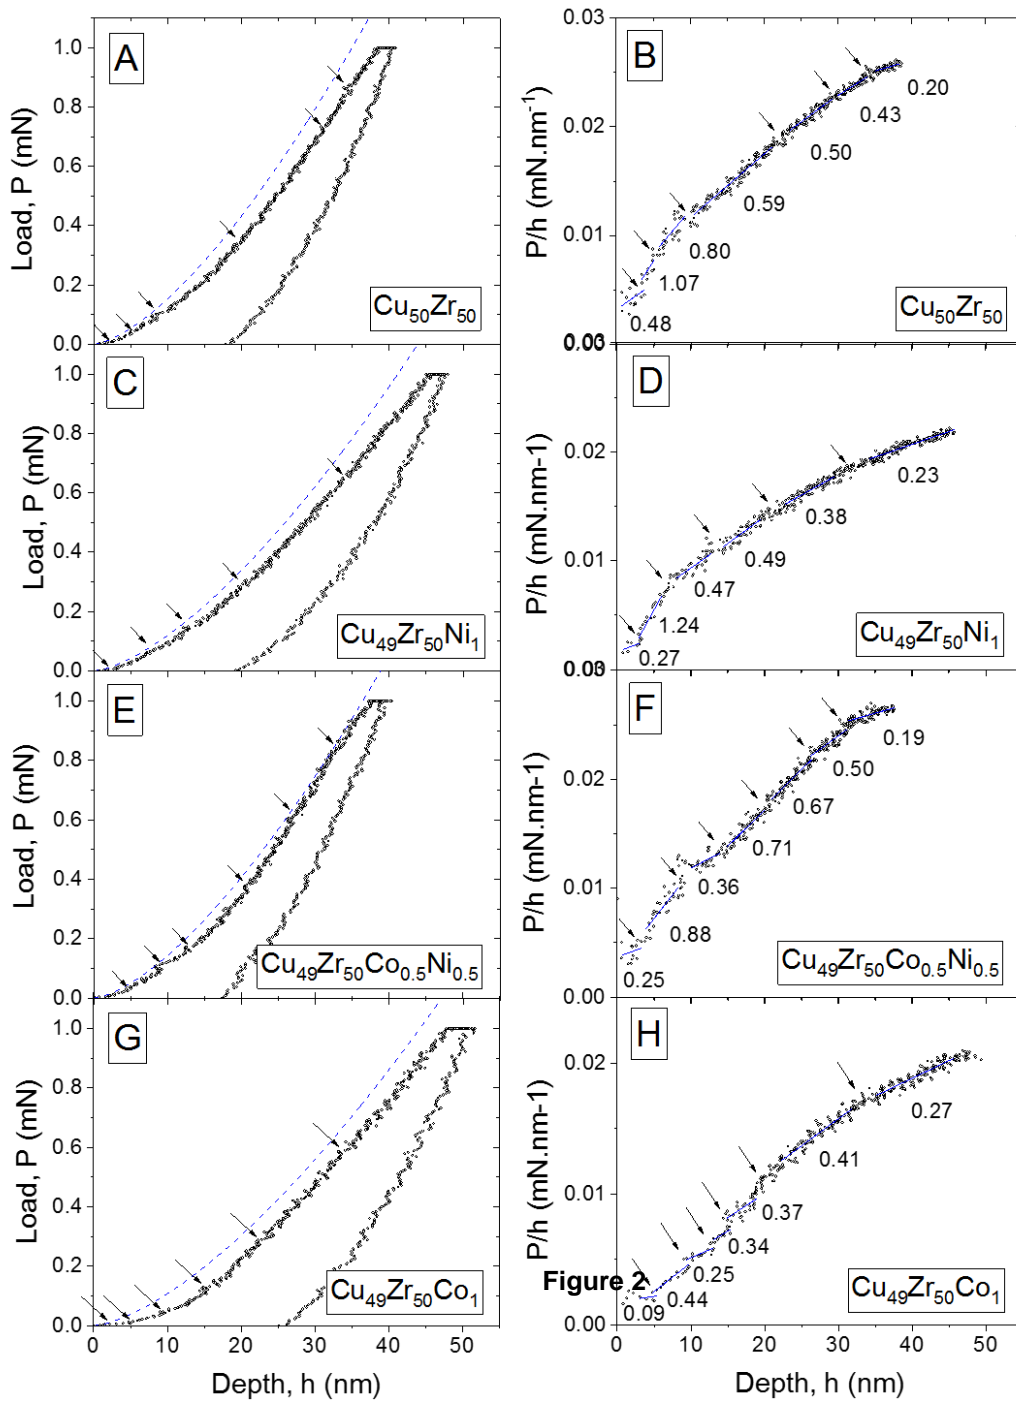 A
Load, P (mN)
1.0
0.8
0.6
0.4
0.2
0.0
Cu50Zr50
B
P/h (mN.nm-1)
0.03
0.02
0.01
0.00
0.20
0.43
0.50
0.59
0.80
1.07
0.48
Cu50Zr50
C
Load, P (mN)
1.0
0.8
0.6
0.4
0.2
0.0
Cu49Zr50Ni1
D
P/h (mN.nm-1)
0.03
0.02
0.01
0.00
0.23
0.38
0.49
0.47
1.24
0.27
Cu49Zr50Ni1
E
Load, P (mN)
1.0
0.8
0.6
0.4
0.2
0.0
Cu49Zr50Co0.5Ni0.5
F
P/h (mN.nm-1)
0.03
0.02
0.01
0.00
0.19
0.50
0.67
0.71
0.36
0.88
0.25
Cu49Zr50Co0.5Ni0.5
G
Load, P (mN)
1.0
0.8
0.6
0.4
0.2
0.0
Cu49Zr50Co1
0 10 20 30 40 50
Depth, h (nm)
H
P/h (mN.nm-1)
0.02
0.01
0.00
0.27
0.41
0.37
0.34
0.25
0.44
0.09
Cu49Zr50Co1
0 10 20 30 40 50
Depth, h (nm)
Figure 2